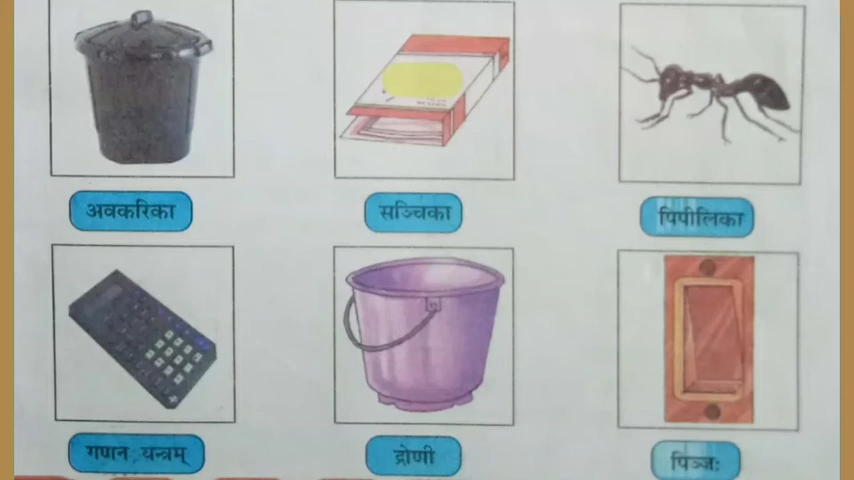 अवकरिका
सञ्चिका
पिपीलिका
गणन यन्त्रम्
द्रोणी
पिञ्जः